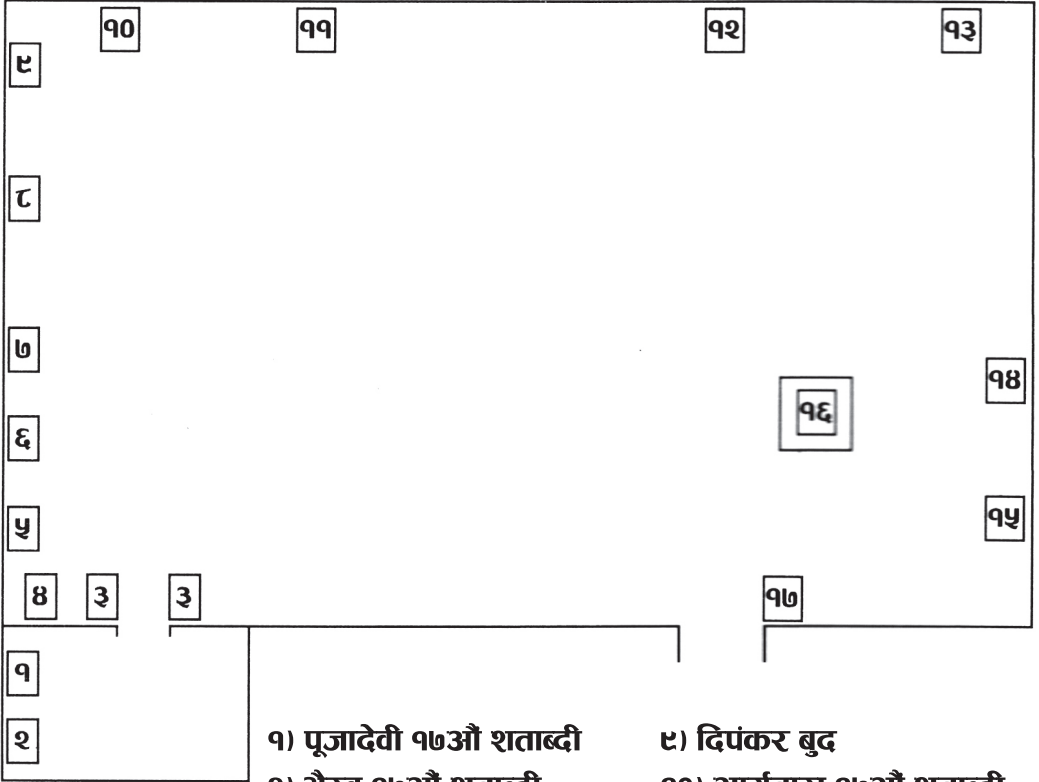 १० ११ १२ १३
९
८
७
१४
१६
६
१५
५
४ ३ ३ १७
१
२
१) पूजादेवी १७औं शताब्दी
९) दिपंकर बुद